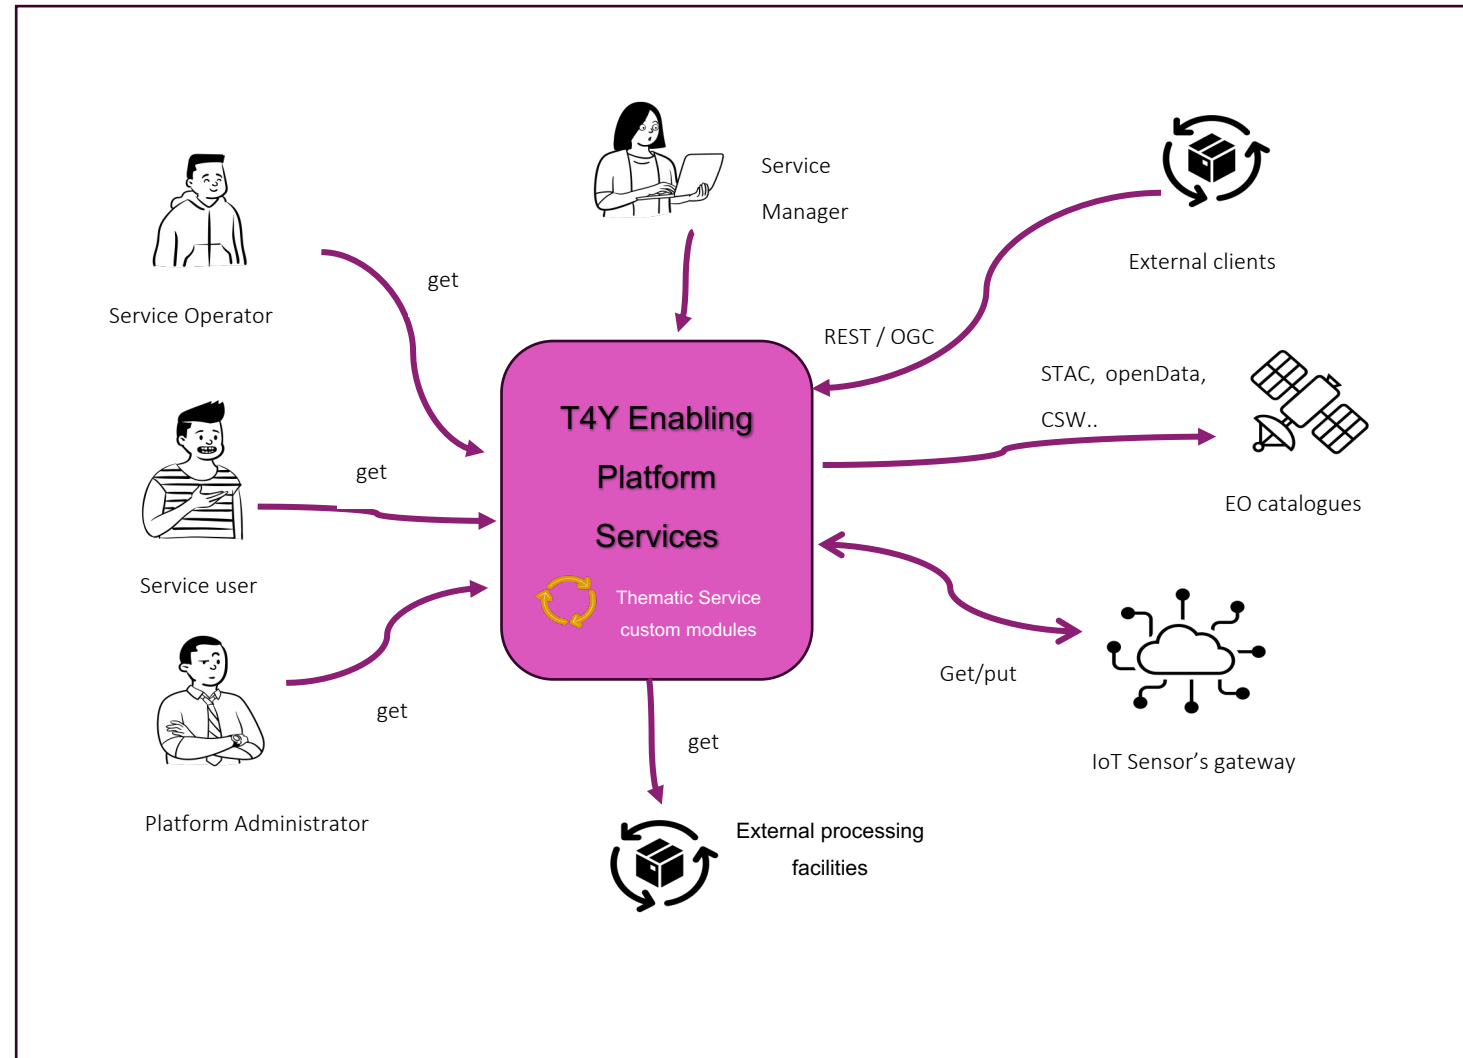 Service
Manager
External clients
Service Operator
get
REST / OGC
STAC, openData,
CSW..
EO catalogues
T4Y Enabling
Platform
Services
Thematic Service
custom modules
get
Service user
get
Platform Administrator
Get/put
IoT Sensor’s gateway
get
External processing
facilities